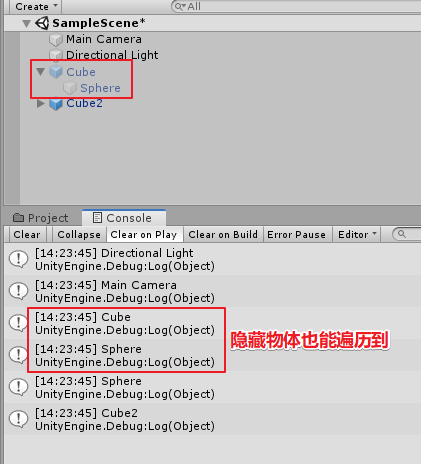 Create
All
SampleScene*
Main Camera
Directional Light
Cube
Sphere
Cube2
Project
Console
Clear
Collapse
Clear on Play
Clear on Build
Error Pause
Editor
[14:23:45] Directional Light
UnityEngine.Debug:Log(Object)
[14:23:45] Main Camera
UnityEngine.Debug:Log(Object)
[14:23:45] Cube
UnityEngine.Debug:Log(Object)
[14:23:45] Sphere
UnityEngine.Debug:Log(Object)
隐藏物体也能遍历到
[14:23:45] Sphere
UnityEngine.Debug:Log(Object)
[14:23:45] Cube2
UnityEngine.Debug:Log(Object)